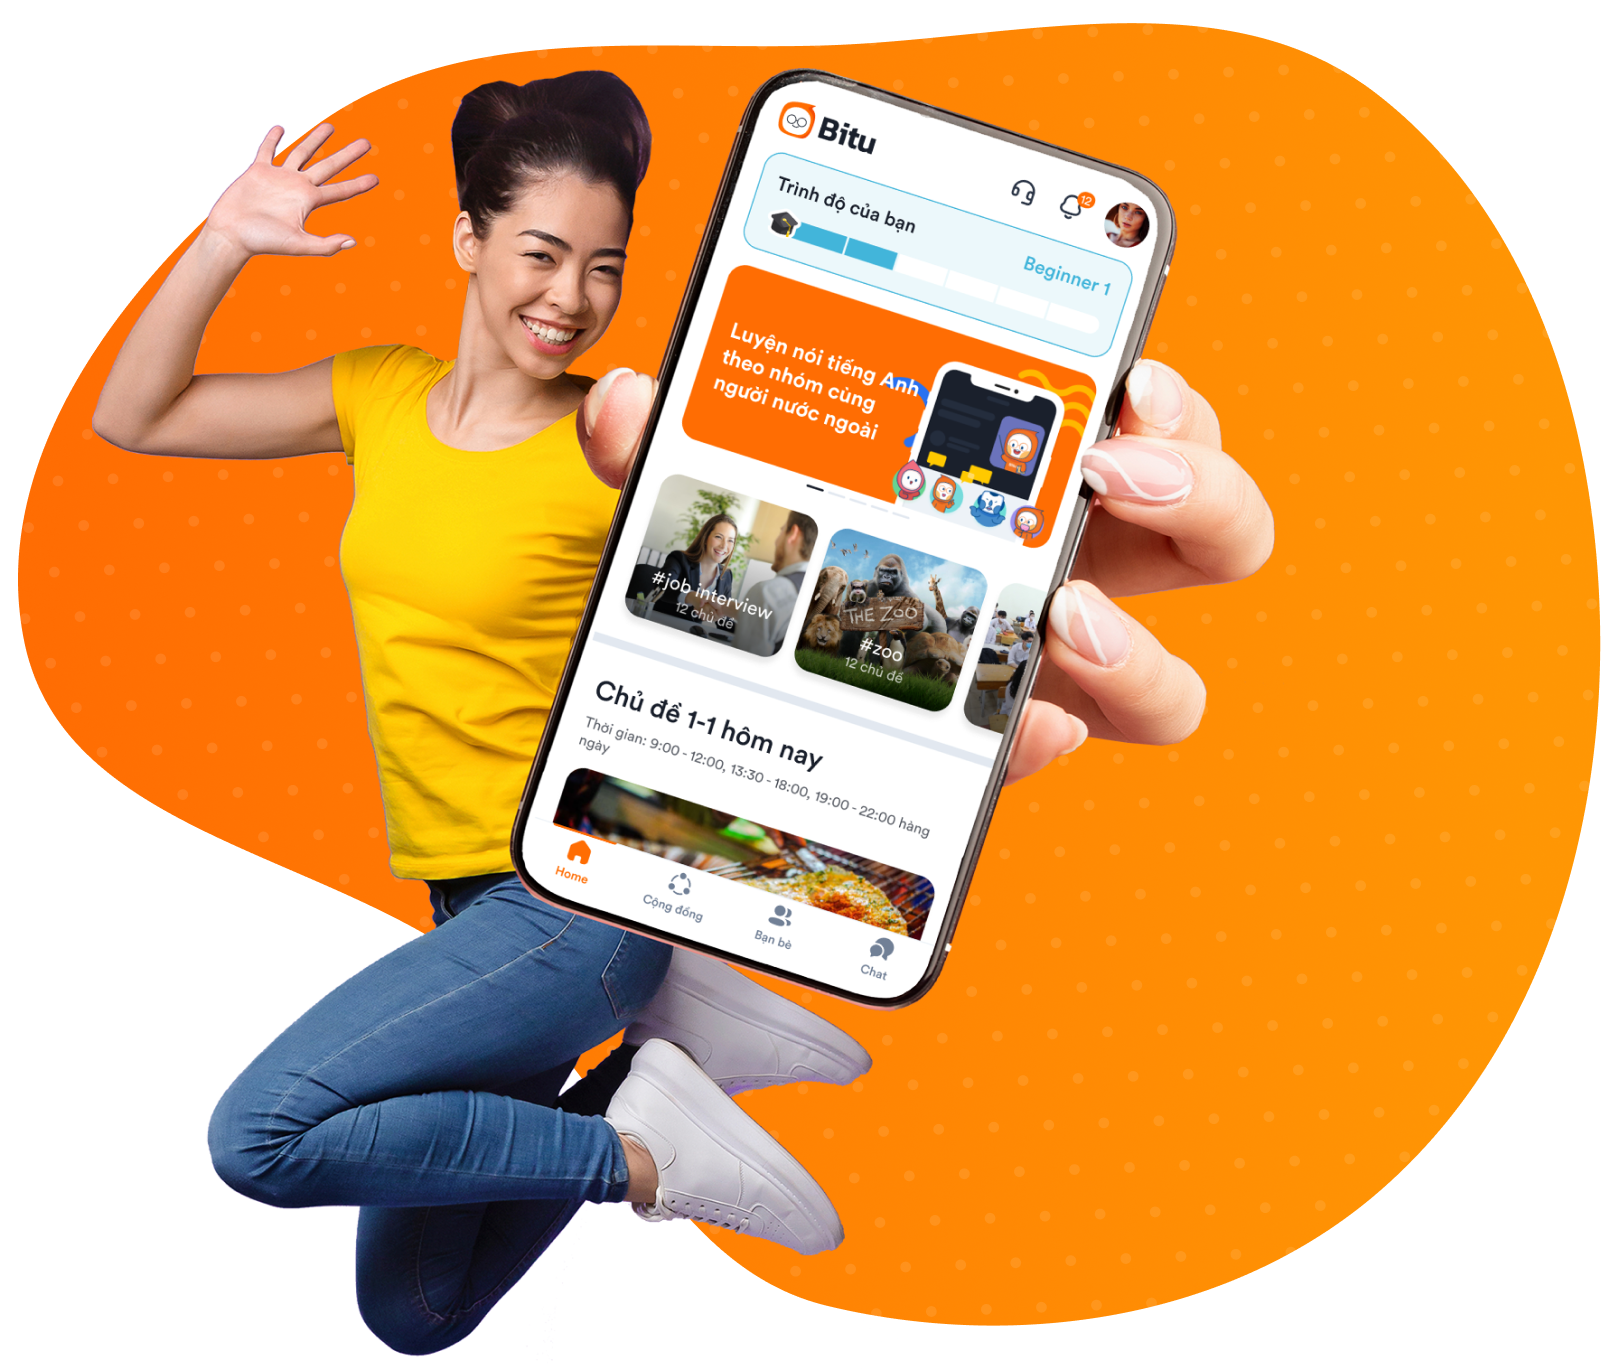 Bitu
12
Trình độ của bạn
Beginner 1
Luyện nói tiếng Anh
theo nhóm cùng
người nước ngoài
#job interview
12 chủ đề
THE ZOO
#zoo
12 chủ đề
Chủ đề 1-1 hôm nay
Thời gian: 9:00 - 12:00, 13:30 - 18:00, 19:00 - 22:00 hàng
ngày
Home
Cộng đồng
Bạn bè
Chat